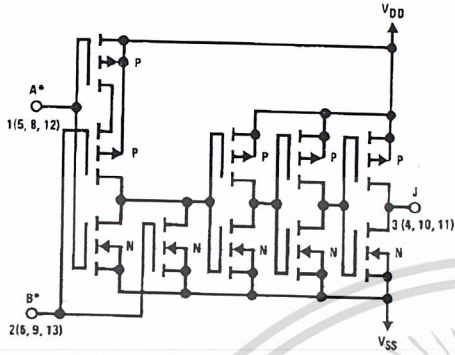 VDD
P
A*
1(5, 8, 12)
P
P
P
P
J
3 (4, 10, 11)
N
N
N
N
N
B*
2(6, 9, 13)
VSS